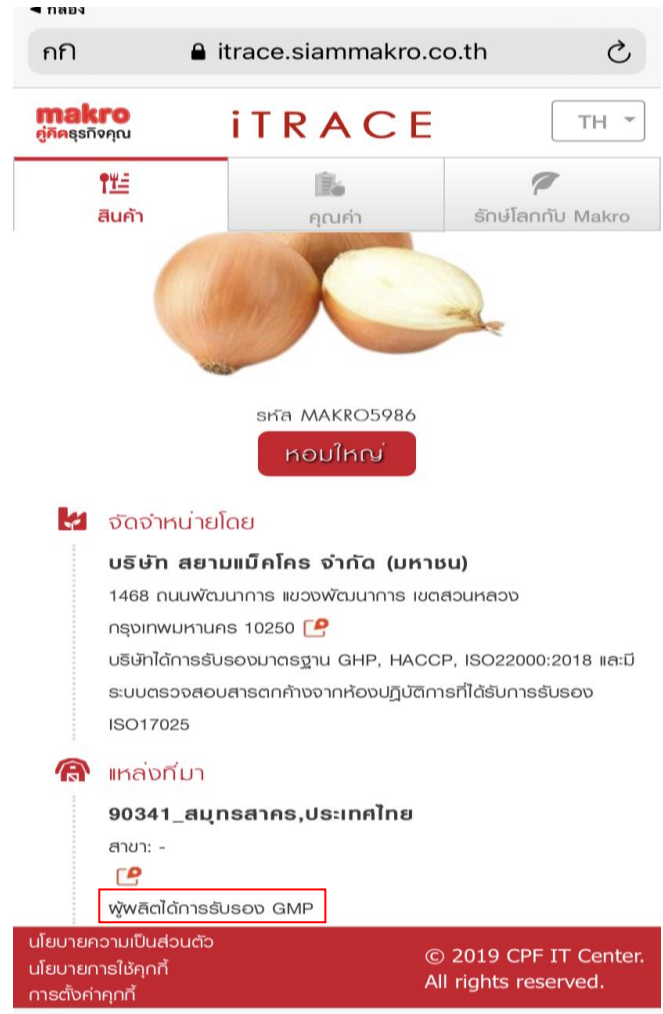 ◀ กล่อง
กก itrace.siammakro.co.th
makro
คู่คิดธุรกิจคุณ
iTRACE
TH
สินค้า
คุณค่า
รักษ์โลกกับ Makro
รหัส MAKRO5986
หอมใหญ่
จัดจำหน่ายโดย
บริษัท สยามแม็คโคร จำกัด (มหาชน)
1468 ถนนพัฒนาการ แขวงพัฒนาการ เขตสวนหลวง
กรุงเทพมหานคร 10250
บริษัทได้การรับรองมาตรฐาน GHP, HACCP, ISO22000:2018 และมี
ระบบตรวจสอบสารตกค้างจากห้องปฏิบัติการที่ได้รับการรับรอง
ISO17025
แหล่งที่มา
90341_สมุทรสาคร,ประเทศไทย
สาขา: -
ผู้ผลิตได้การรับรอง GMP
นโยบายความเป็นส่วนตัว
นโยบายการใช้คุกกี้
การตั้งค่าคุกกี้
© 2019 CPF IT Center.
All rights reserved.